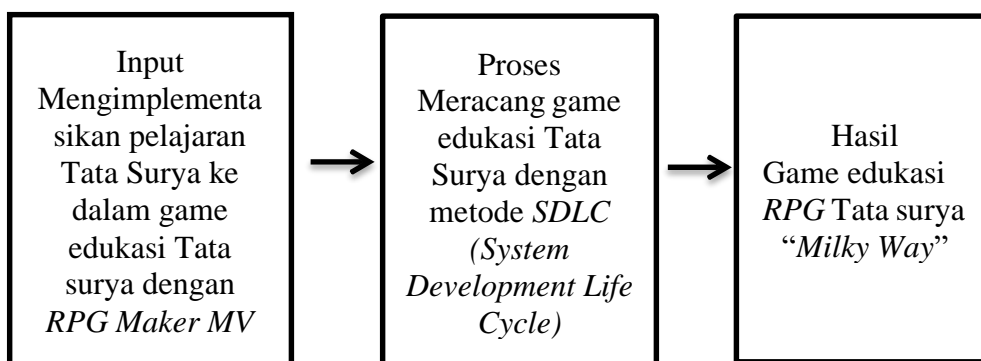 Input
Mengimplementa
sikan pelajaran
Tata Surya ke
dalam game
edukasi Tata
surya dengan
RPG Maker MV
Proses
Meracang game
edukasi Tata
Surya dengan
metode SDLC
(System
Development Life
Cycle)
Hasil
Game edukasi
RPG Tata surya
“Milky Way”